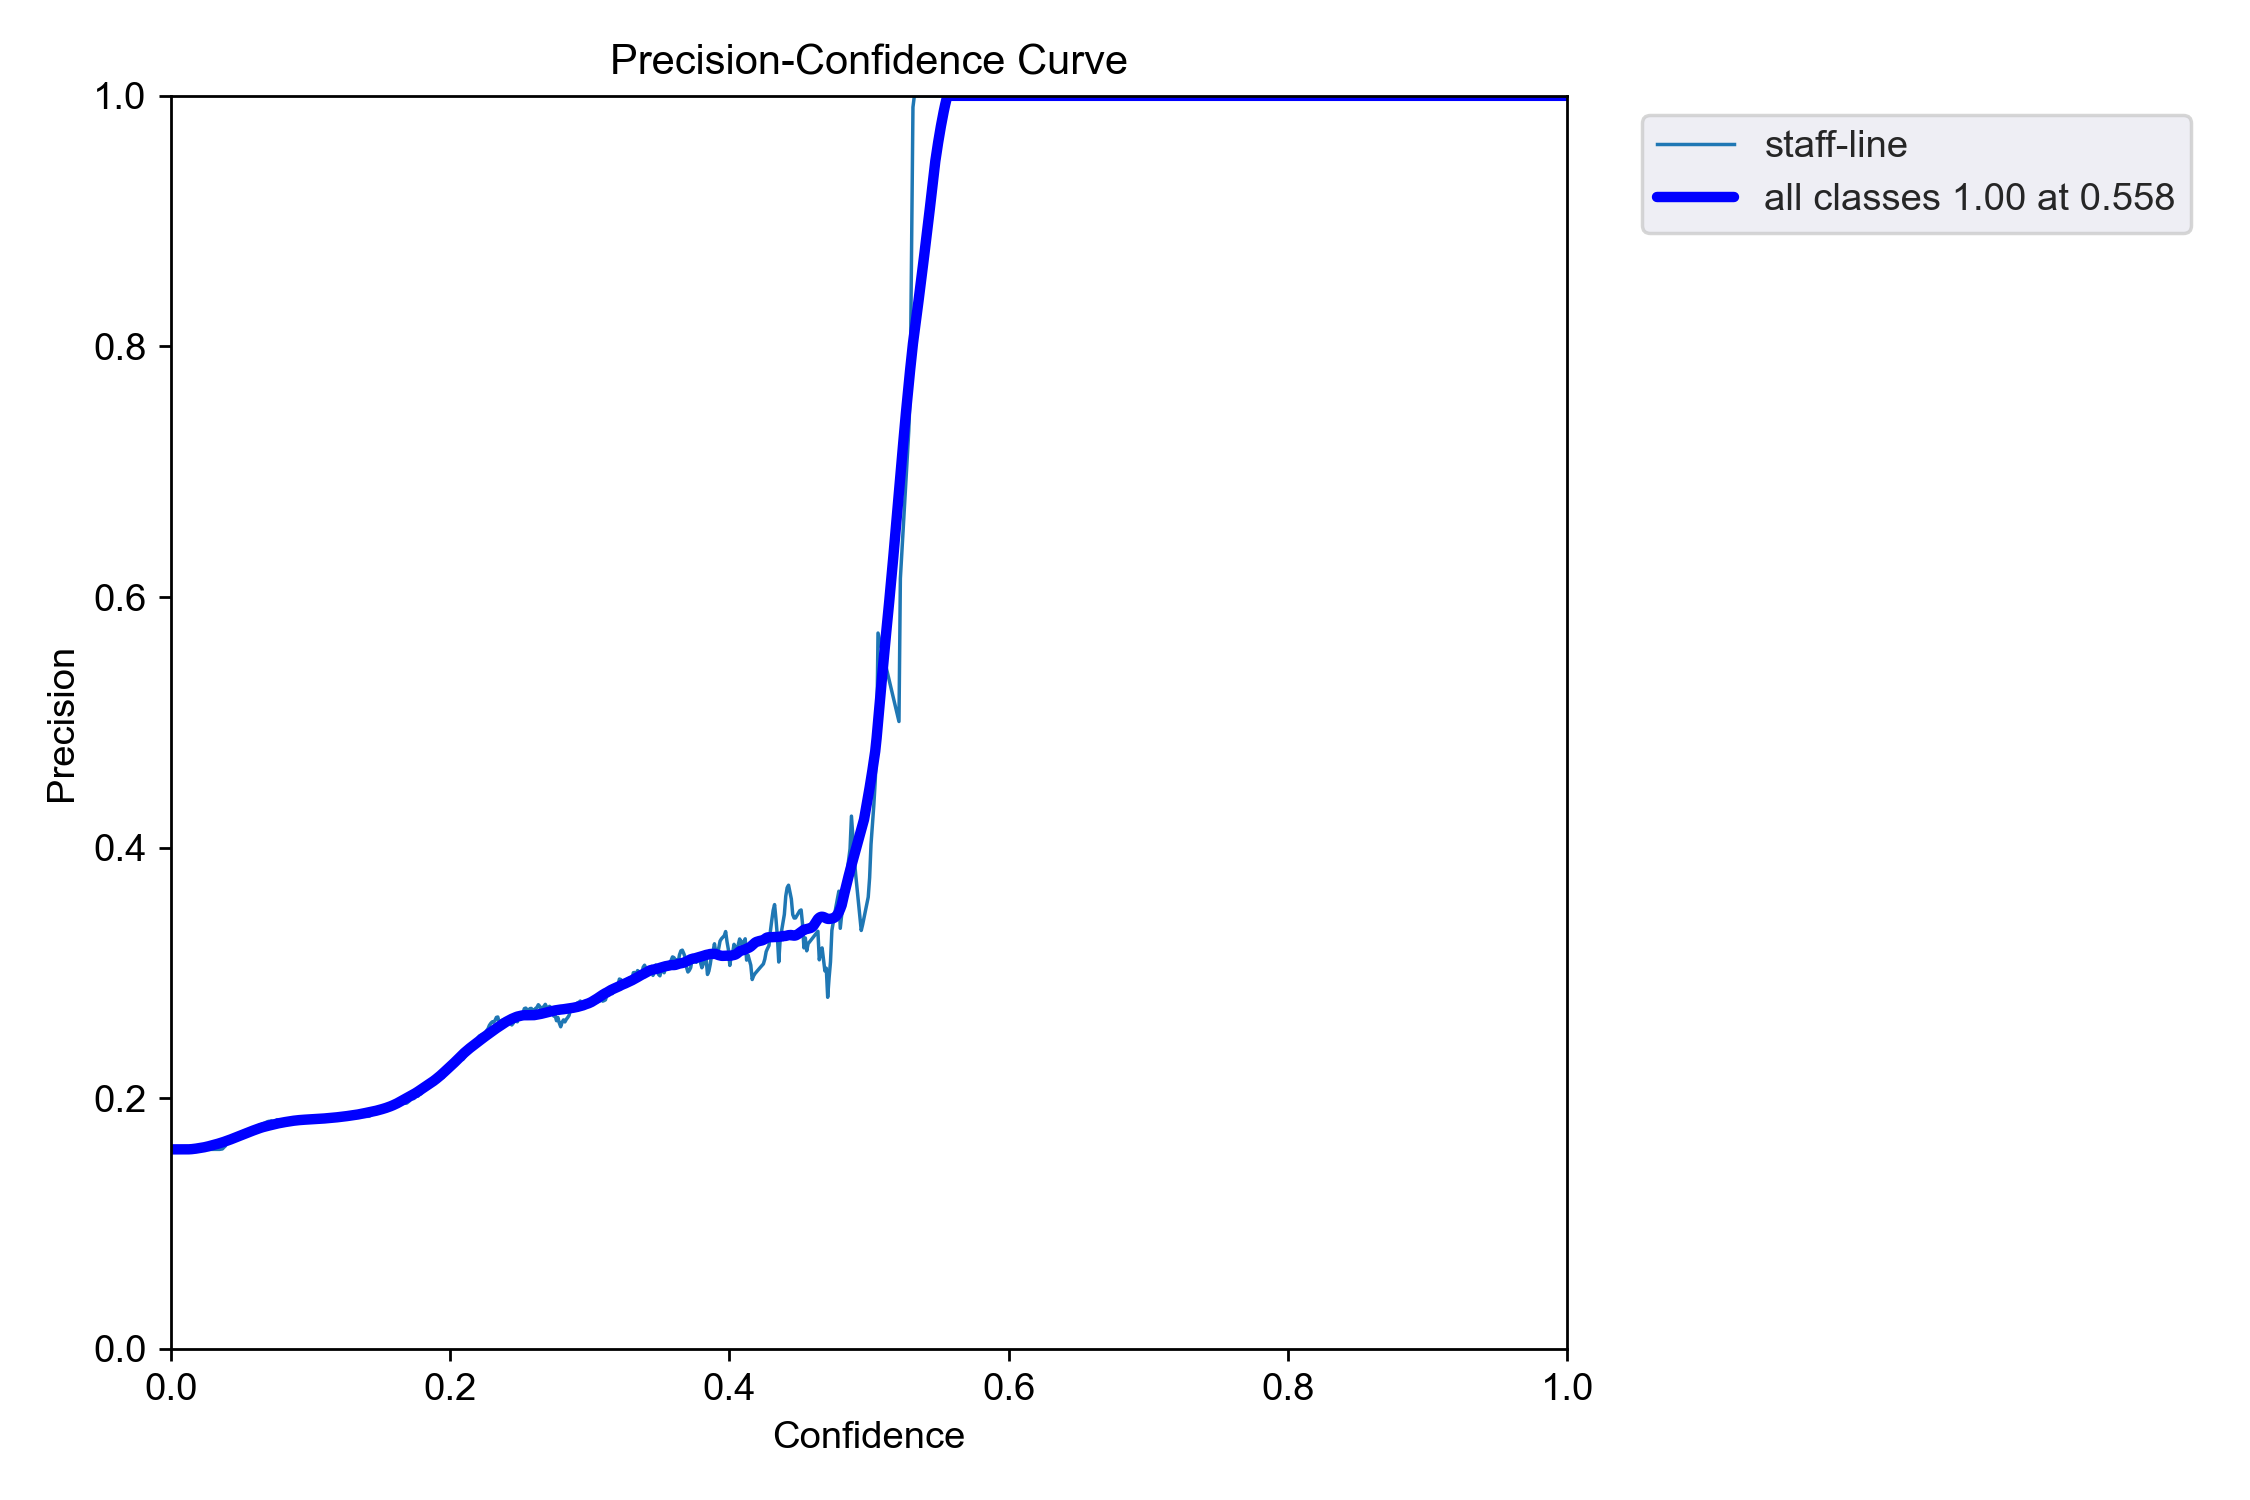 Precision-Confidence Curve
1.0
0.8
0.6
0.4
0.2
0.0
Precision
0.0 0.2 0.4 0.6 0.8 1.0
Confidence
staff-line
all classes 1.00 at 0.558